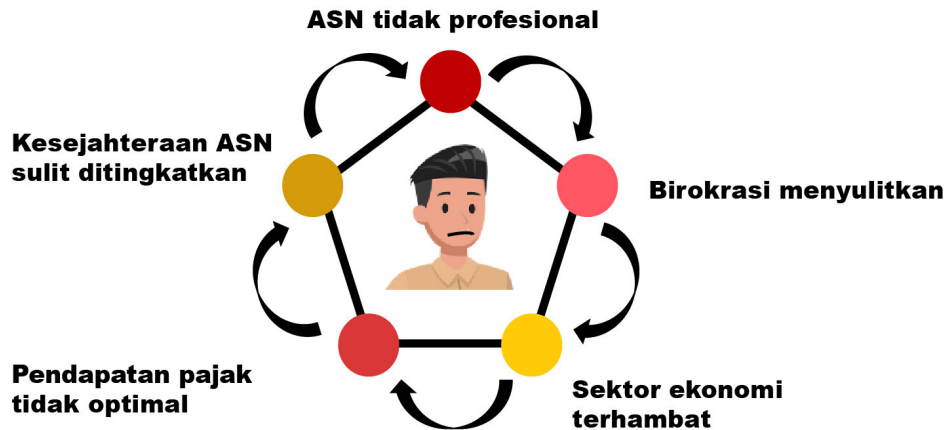 ASN tidak profesional
Kesejahteraan ASN
sulit ditingkatkan
Birokrasi menyulitkan
Pendapatan pajak
tidak optimal
Sektor ekonomi
terhambat